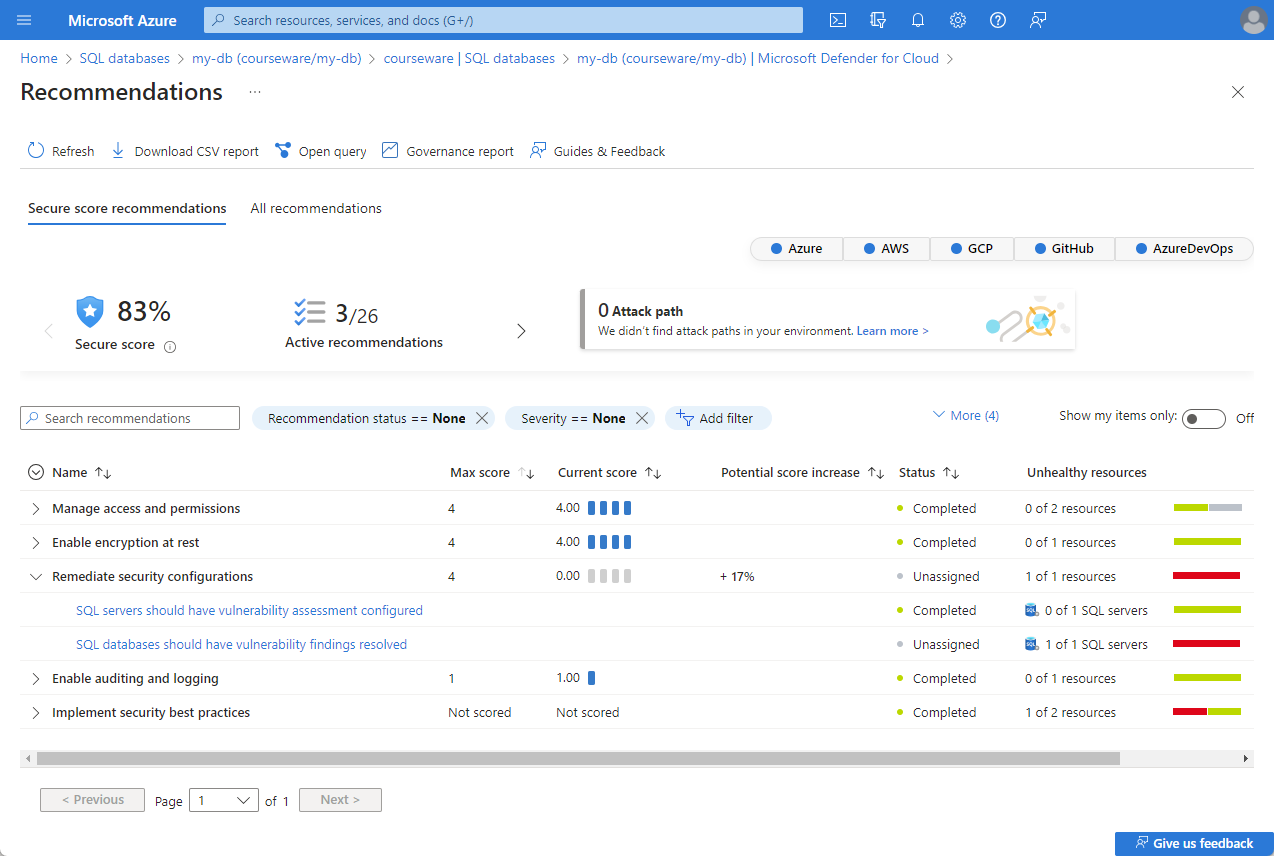 Microsoft Azure
Search resources, services, and docs (G+/)
Home > SQL databases > my-db (courseware/my-db) > courseware | SQL databases > my-db (courseware/my-db) | Microsoft Defender for Cloud >
Recommendations ...
Refresh Download CSV report Open query Governance report Guides & Feedback
Secure score recommendations All recommendations
Azure AWS GCP GitHub AzureDevOps
83%
Secure score
3/26
Active recommendations
0 Attack path
We didn't find attack paths in your environment. Learn more >
Search recommendations Recommendation status == None Severity == None Add filter More (4) Show my items only: Off
Name Max score Current score Potential score increase Status Unhealthy resources
Manage access and permissions 4 4.00 Completed 0 of 2 resources
Enable encryption at rest 4 4.00 Completed 0 of 1 resources
Remediate security configurations 4 0.00 + 17% Unassigned 1 of 1 resources
SQL servers should have vulnerability assessment configured Completed SQL 0 of 1 SQL servers
SQL databases should have vulnerability findings resolved Unassigned SQL 1 of 1 SQL servers
Enable auditing and logging 1 1.00 Completed 0 of 1 resources
Implement security best practices Not scored Not scored Completed 1 of 2 resources
< Previous Page 1 of 1 Next >
Give us feedback